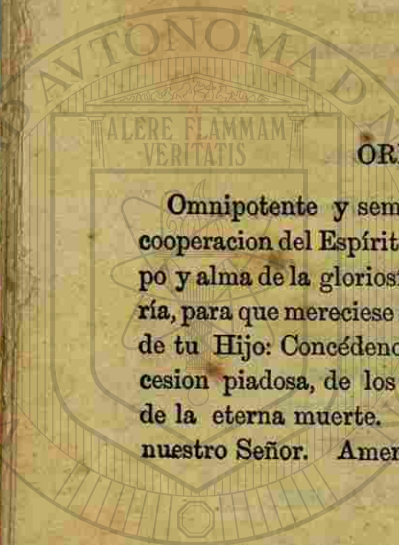 AUTONOMA D
ALERE FLAMMAM
VERITATIS
OR
Omnipotente y sem
cooperacion del Espírit
po y alma de la gloriosí
ría, para que mereciese
de tu Hijo: Concédeno
cesion piadosa, de los
de la eterna muerte.
nuestro Señor. Amen